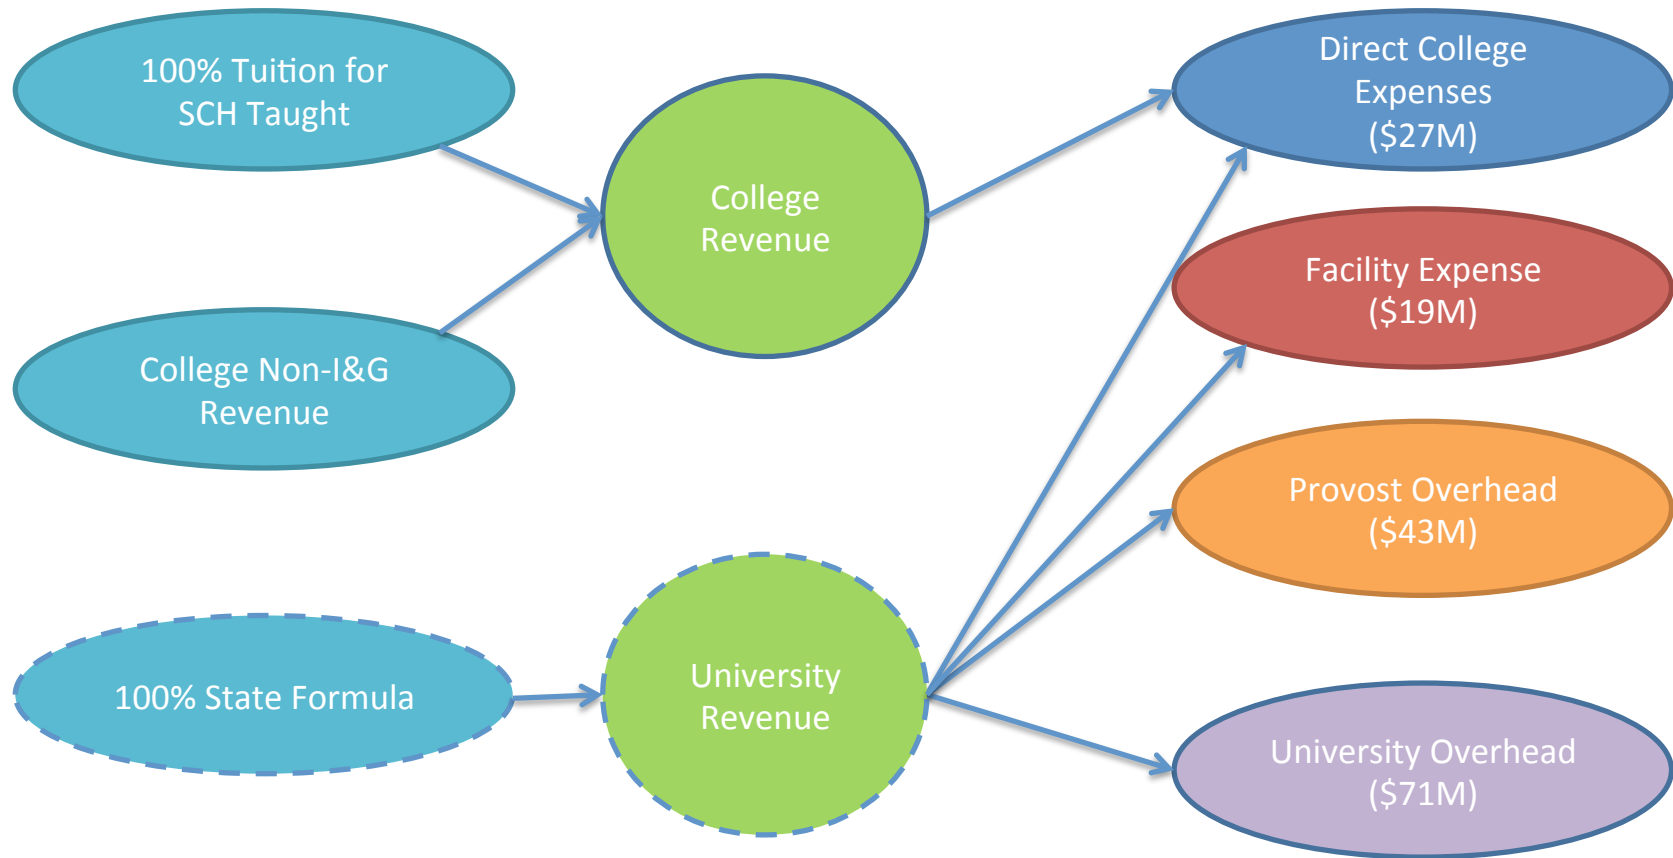 100% Tuition for
SCH Taught
College Non-I&G
Revenue
100% State Formula
College
Revenue
University
Revenue
Direct College
Expenses
($27M)
Facility Expense
($19M)
Provost Overhead
($43M)
University Overhead
($71M)